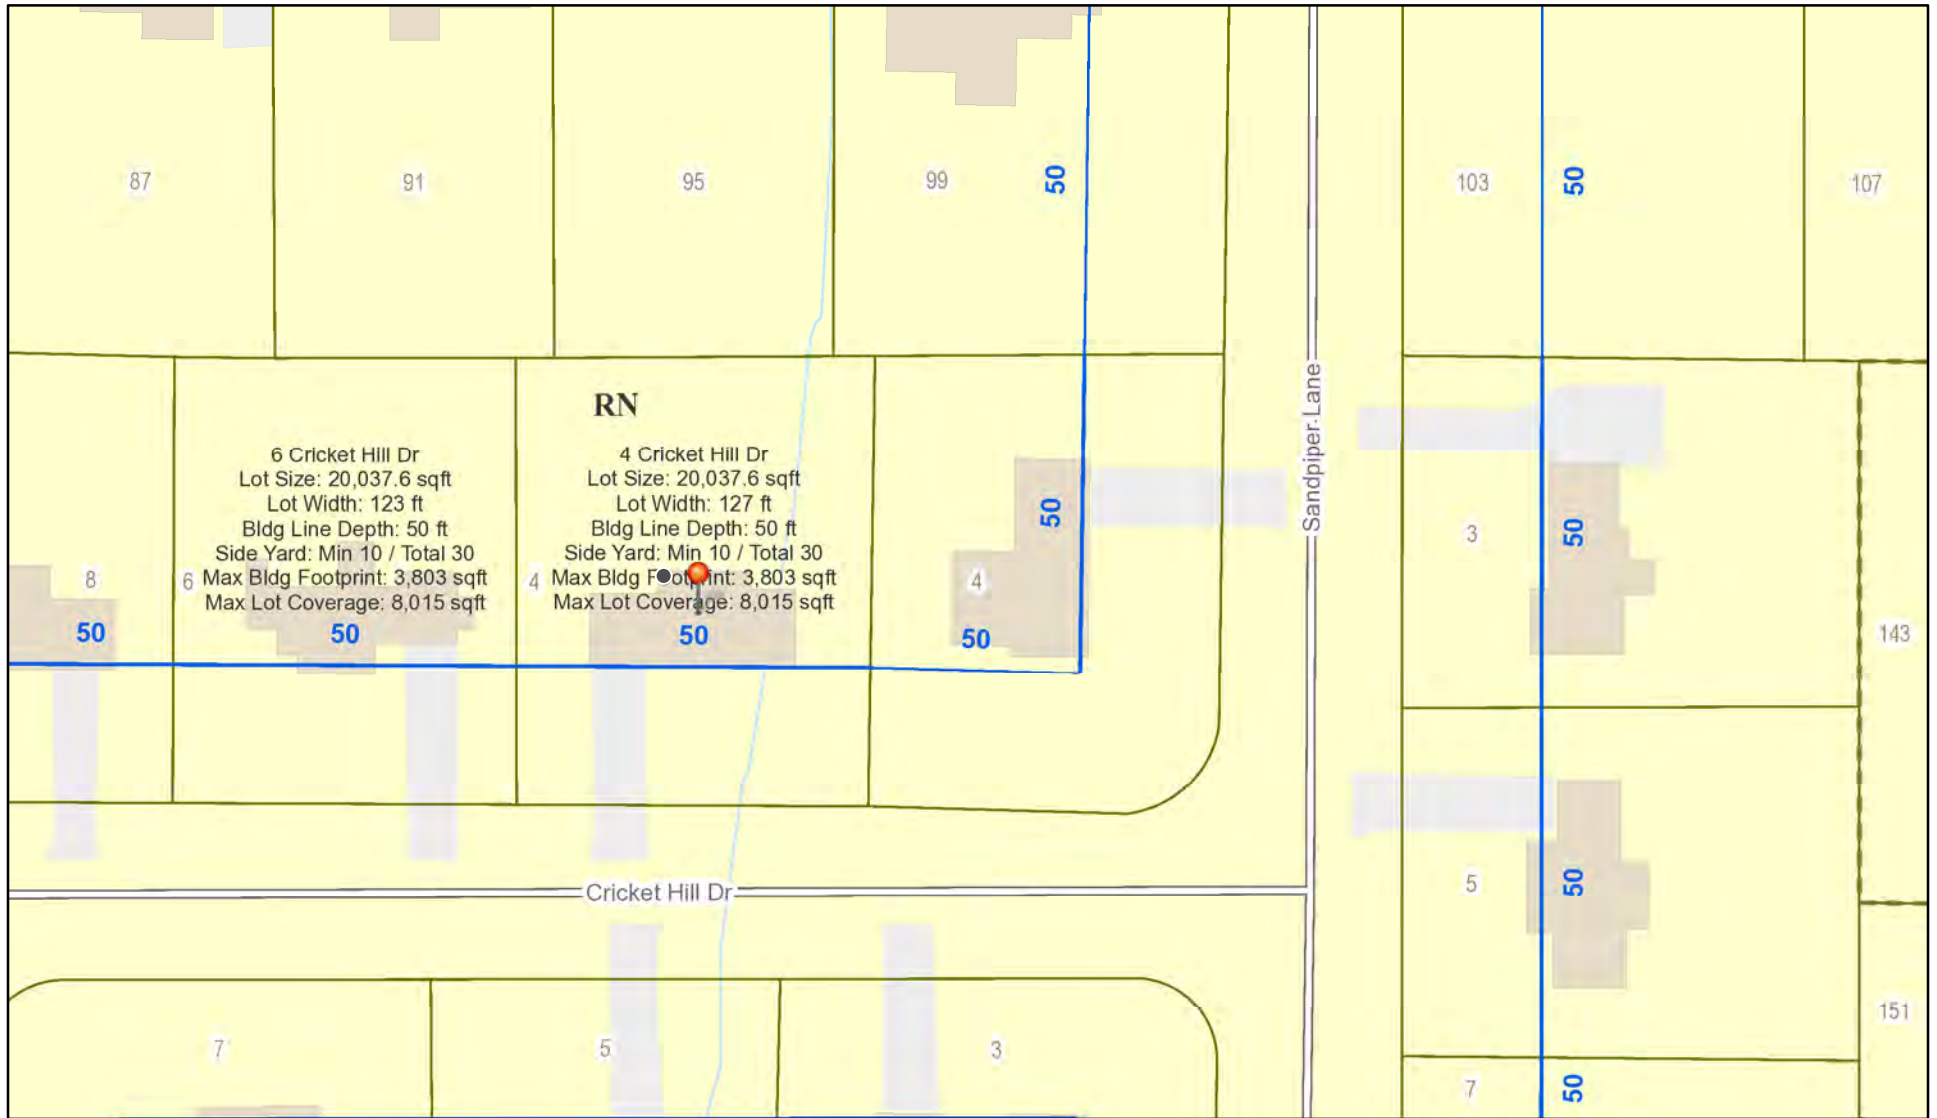 87
91
95
99
50
103
50
107
RN
6 Cricket Hill Dr
Lot Size: 20,037.6 sqft
Lot Width: 123 ft
Bldg Line Depth: 50 ft
Side Yard: Min 10 / Total 30
Max Bldg Footprint: 3,803 sqft
Max Lot Coverage: 8,015 sqft
4 Cricket Hill Dr
Lot Size: 20,037.6 sqft
Lot Width: 127 ft
Bldg Line Depth: 50 ft
Side Yard: Min 10 / Total 30
Max Bldg Footprint: 3,803 sqft
Max Lot Coverage: 8,015 sqft
Sandpiper Lane
50
3
50
8
6
4
4
50
50
50
50
143
Cricket Hill Dr
5
50
151
7
5
3
7
50